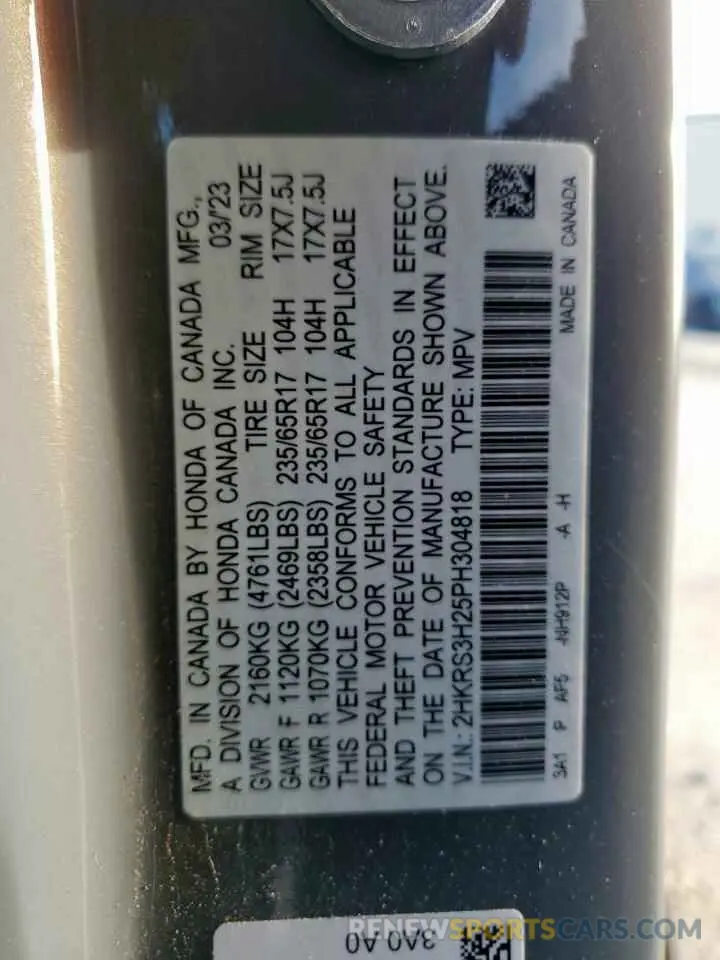 MFD. IN CANADA BY HONDA OF CANADA MFG.,
A DIVISION OF HONDA CANADA INC. 03/'23
GVWR 2160KG (4761LBS) TIRE SIZE RIM SIZE
GAWR F 1120KG (2469LBS) 235/65R17 104H 17X7.5J
GAWR R 1070KG (2358LBS) 235/65R17 104H 17X7.5J
THIS VEHICLE CONFORMS TO ALL APPLICABLE
FEDERAL MOTOR VEHICLE SAFETY
AND THEFT PREVENTION STANDARDS IN EFFECT
ON THE DATE OF MANUFACTURE SHOWN ABOVE.
V.I.N.: 2HKRS3H25PH304818 TYPE: MPV
3A1 P AF5 -NH912P -A -H MADE IN CANADA
3A0 A0
RENEWSPORTSCARS.COM